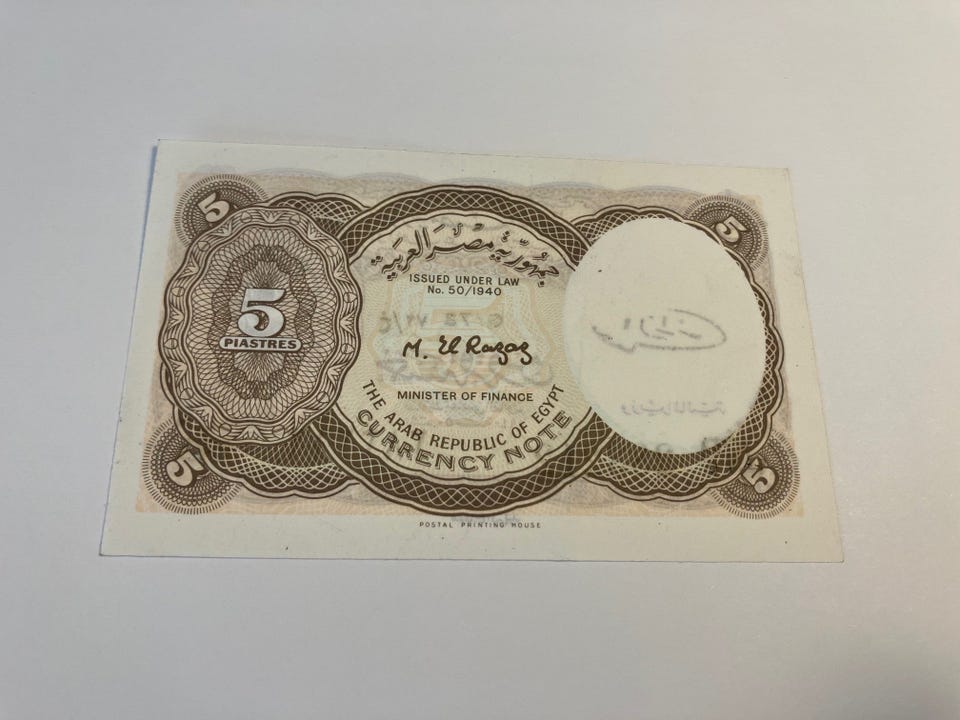 5
5
جمهورية مصر العربية
ISSUED UNDER LAW
No. 50/1940
5
PIASTRES
M. El Razaz
MINISTER OF FINANCE
THE ARAB REPUBLIC OF EGYPT
CURRENCY NOTE
5
5
POSTAL PRINTING HOUSE